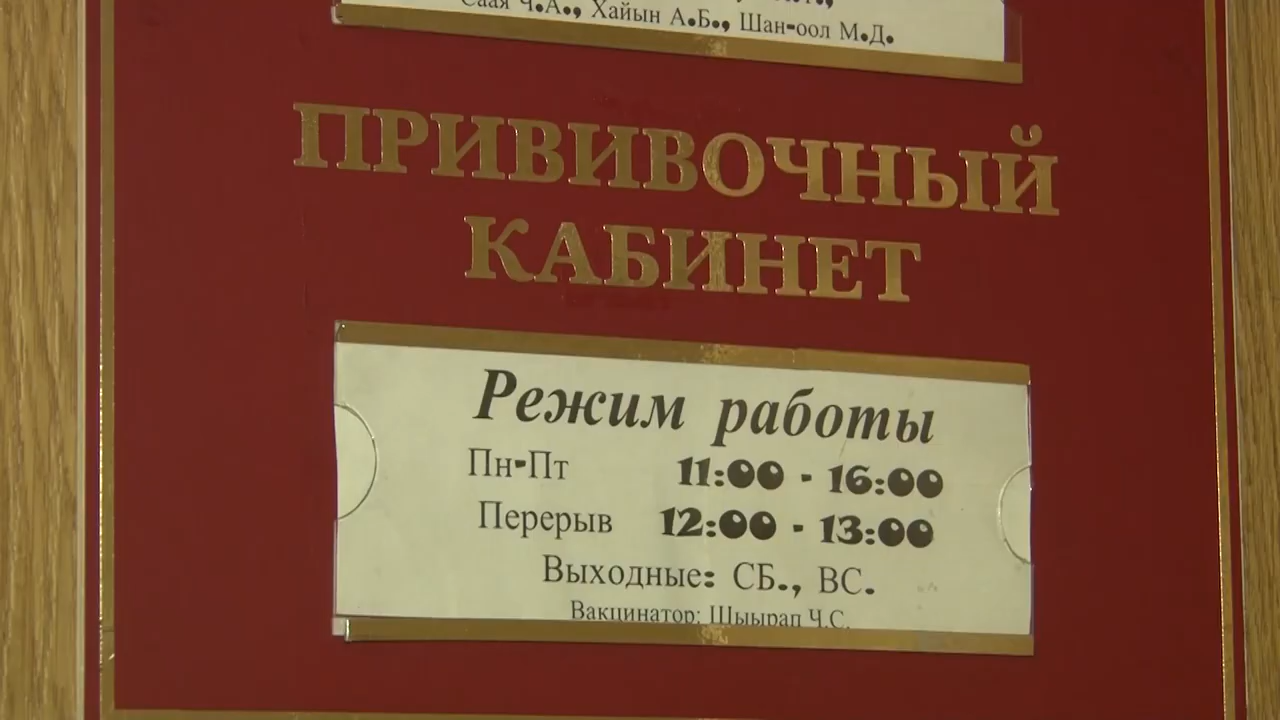 Саая Ч.А., Хайын А.Б., Шан-оол М.Д.
ПРИВИВОЧНЫЙ
КАБИНЕТ
Режим работы
Пн-Пт 11:00 - 16:00
Перерыв 12:00 - 13:00
Выходные: СБ., ВС.
Вакцинатор: Шыырап Ч.С.